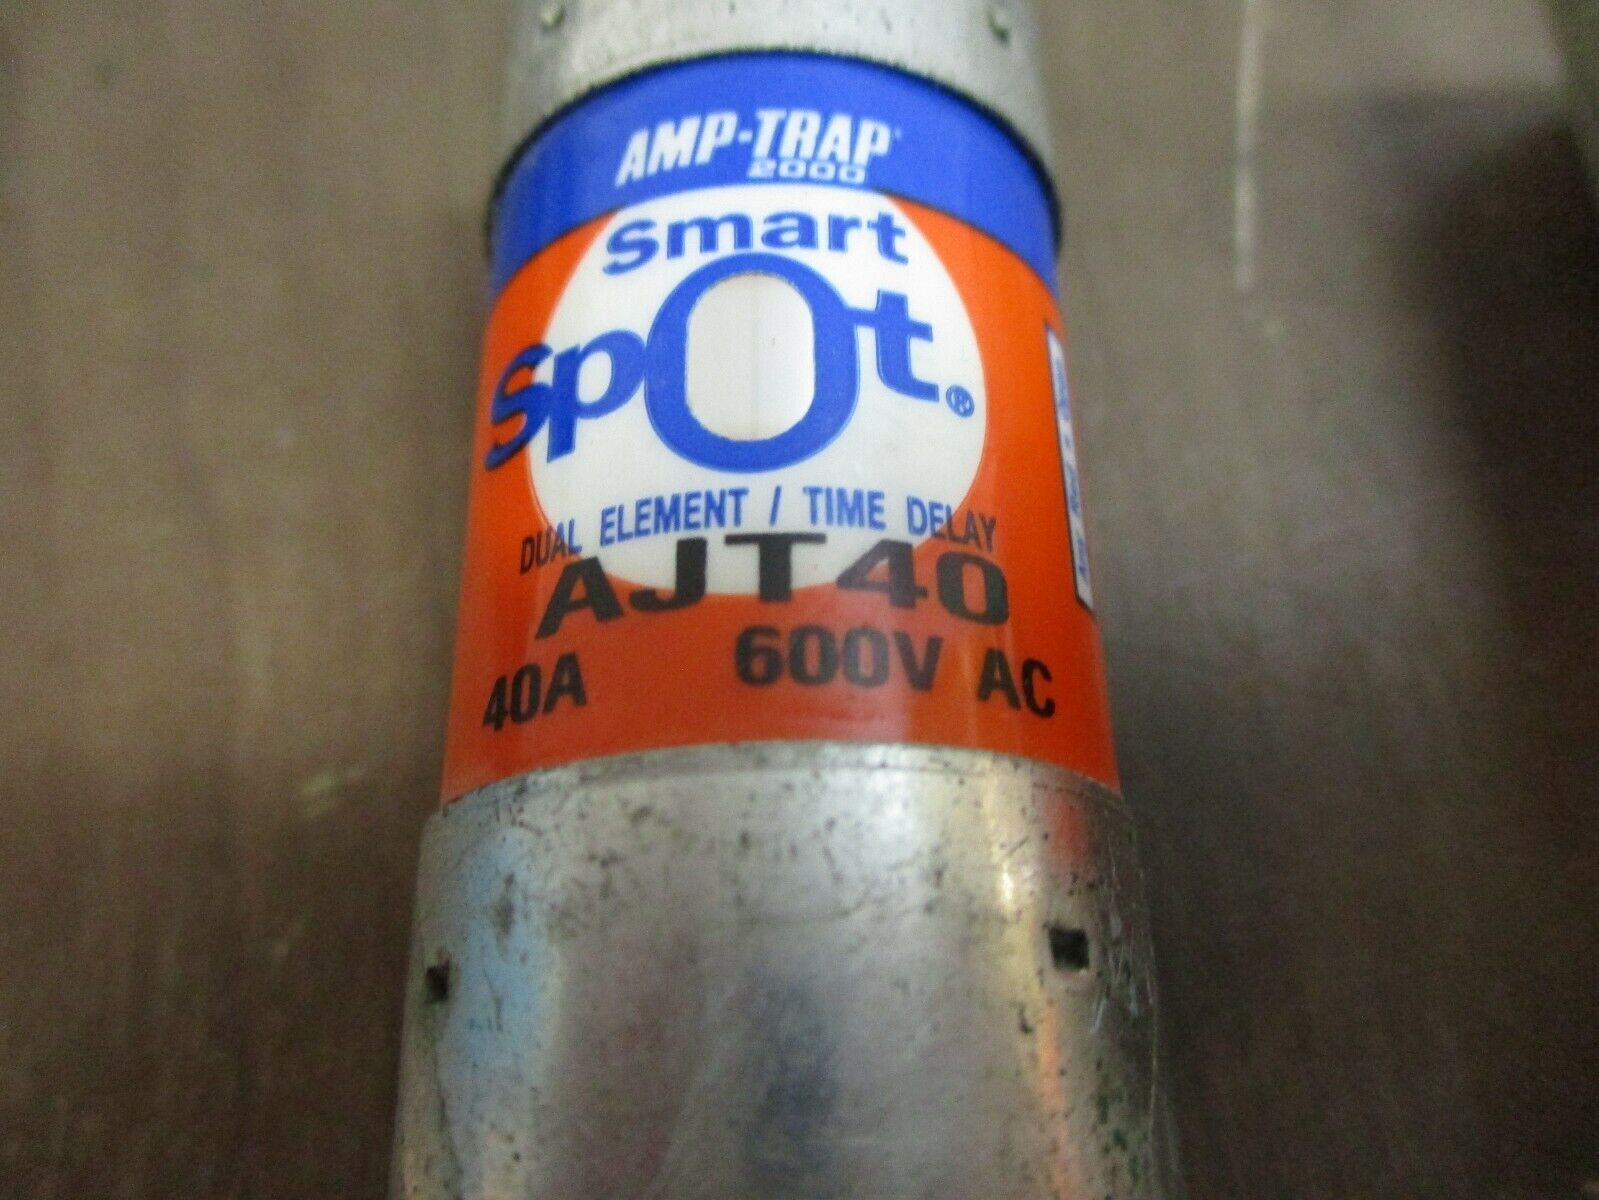 AMP-TRAP
2000
Smart
SpOt®
DUAL ELEMENT / TIME DELAY
AJT40
40A 600V AC